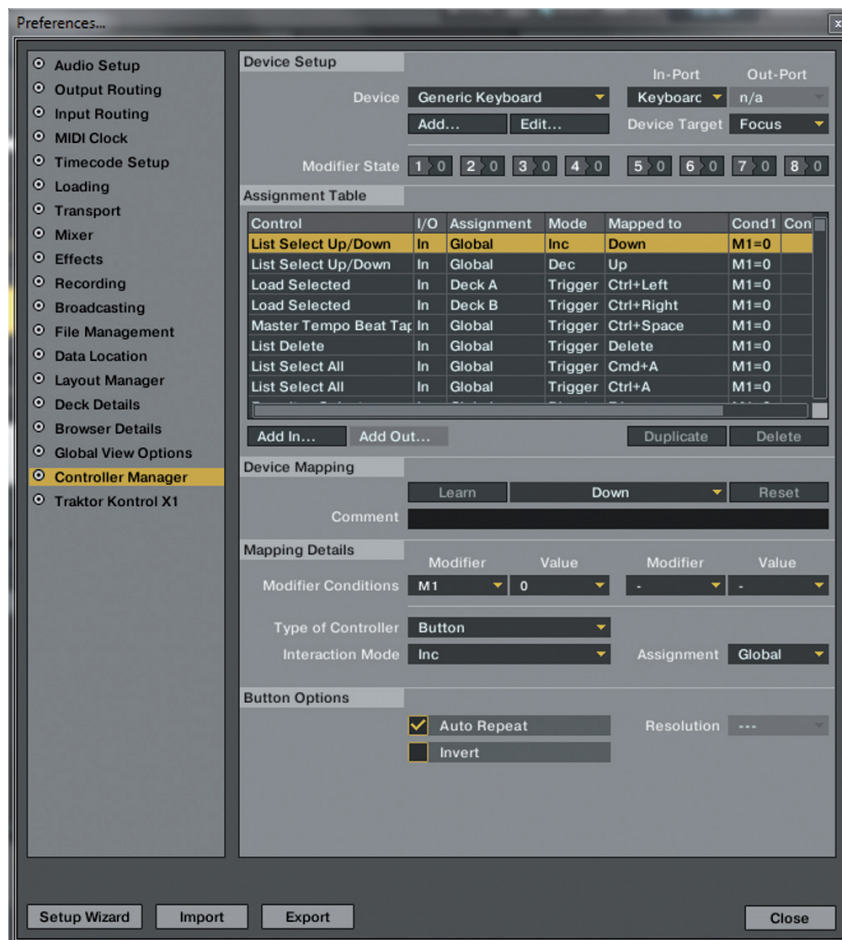 Preferences...
Audio Setup
Output Routing
Input Routing
MIDI Clock
Timecode Setup
Loading
Transport
Mixer
Effects
Recording
Broadcasting
File Management
Data Location
Layout Manager
Deck Details
Browser Details
Global View Options
Controller Manager
Traktor Kontrol X1
Device Setup
In-Port Out-Port
Device Generic Keyboard Keyboarc n/a
Add... Edit... Device Target Focus
Modifier State 1 0 2 0 3 0 4 0 5 0 6 0 7 0 8 0
Assignment Table
Control I/O Assignment Mode Mapped to Cond1 Con
List Select Up/Down In Global Inc Down M1=0
List Select Up/Down In Global Dec Up M1=0
Load Selected In Deck A Trigger Ctrl+Left M1=0
Load Selected In Deck B Trigger Ctrl+Right M1=0
Master Tempo Beat Tap In Global Trigger Ctrl+Space M1=0
List Delete In Global Trigger Delete M1=0
List Select All In Global Trigger Cmd+A M1=0
List Select All In Global Trigger Ctrl+A M1=0
Add In... Add Out... Duplicate Delete
Device Mapping
Learn Down Reset
Comment
Mapping Details
Modifier Value Modifier Value
Modifier Conditions M1 0 - -
Type of Controller Button
Interaction Mode Inc Assignment Global
Button Options
Auto Repeat Resolution ---
Invert
Setup Wizard Import Export Close